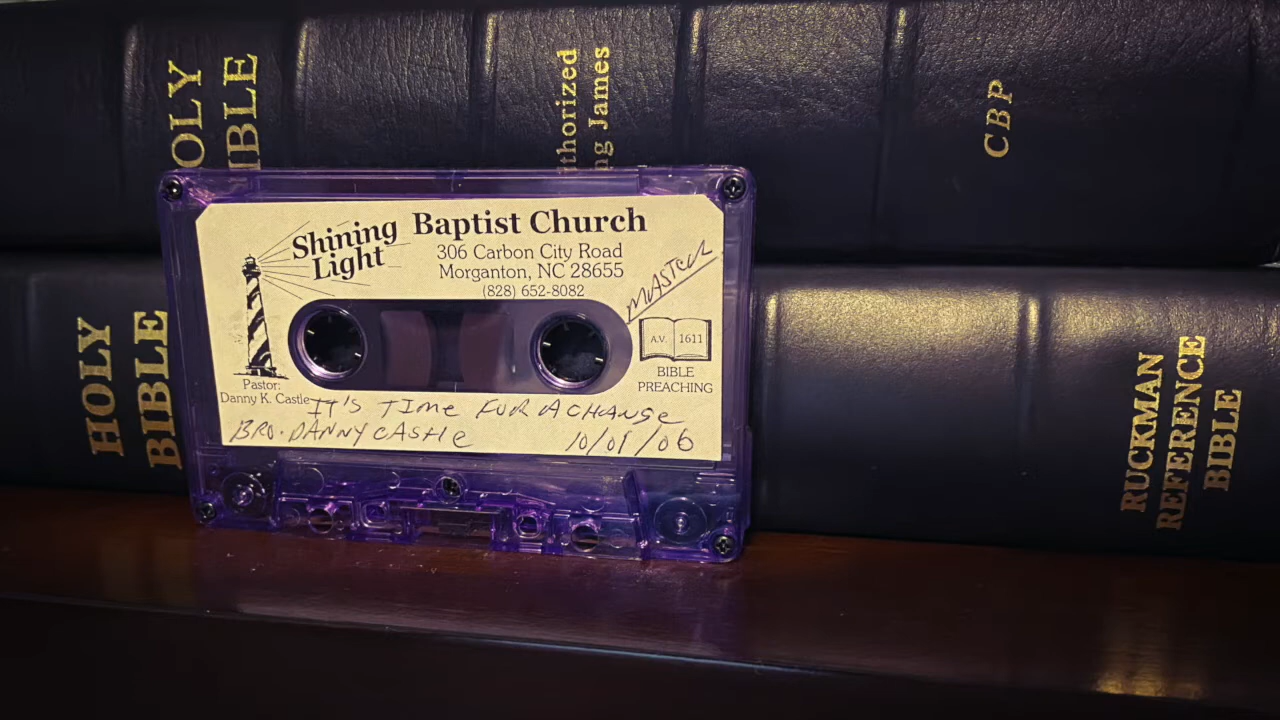 OLY
IBLE
thorized
ng James
CBP
Shining
Light
Baptist Church
306 Carbon City Road
Morganton, NC 28655
(828) 652-8082
MASTER
A.V. 1611
BIBLE
PREACHING
Pastor:
Danny K. Castle
IT'S TIME FOR A CHANGE
BRO. DANNY CASTLE 10/01/06
HOLY
BIBLE
RUCKMAN
REFERENCE
BIBLE